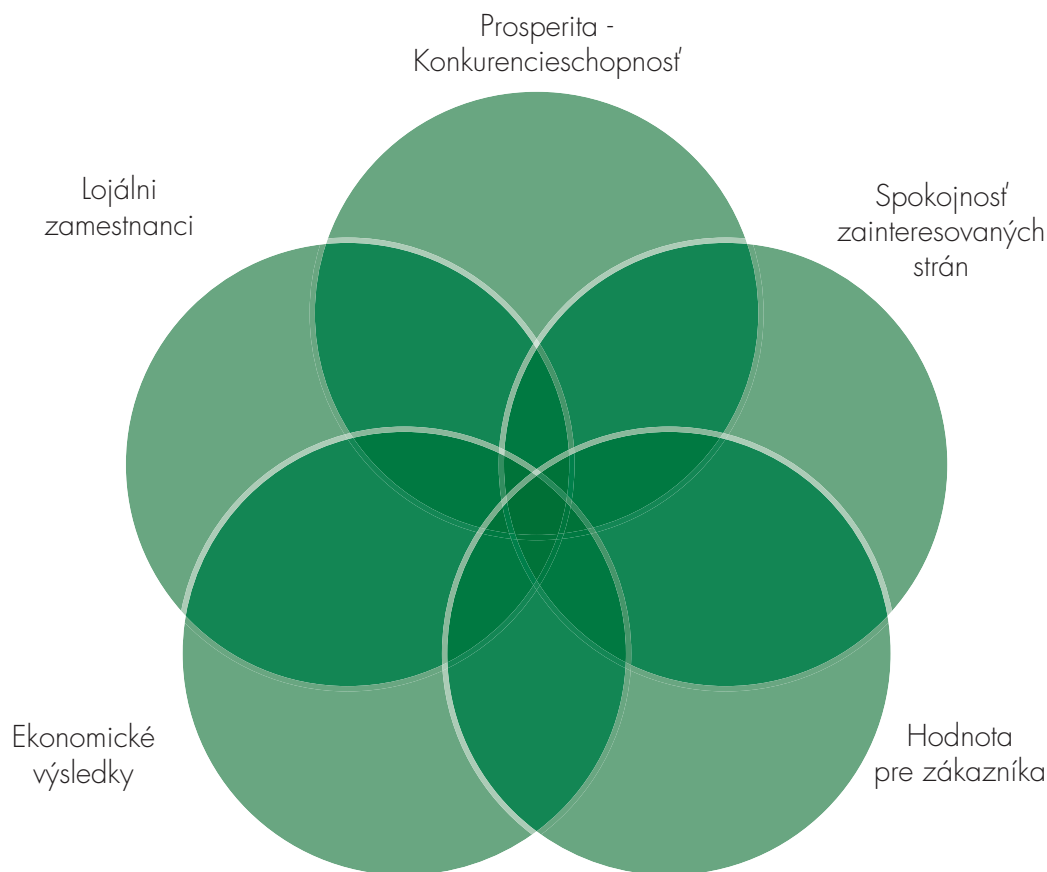 Prosperita -
Konkurencieschopnosť
Lojálni
zamestnanci
Spokojnosť
zainteresovaných
strán
Ekonomické
výsledky
Hodnota
pre zákazníka